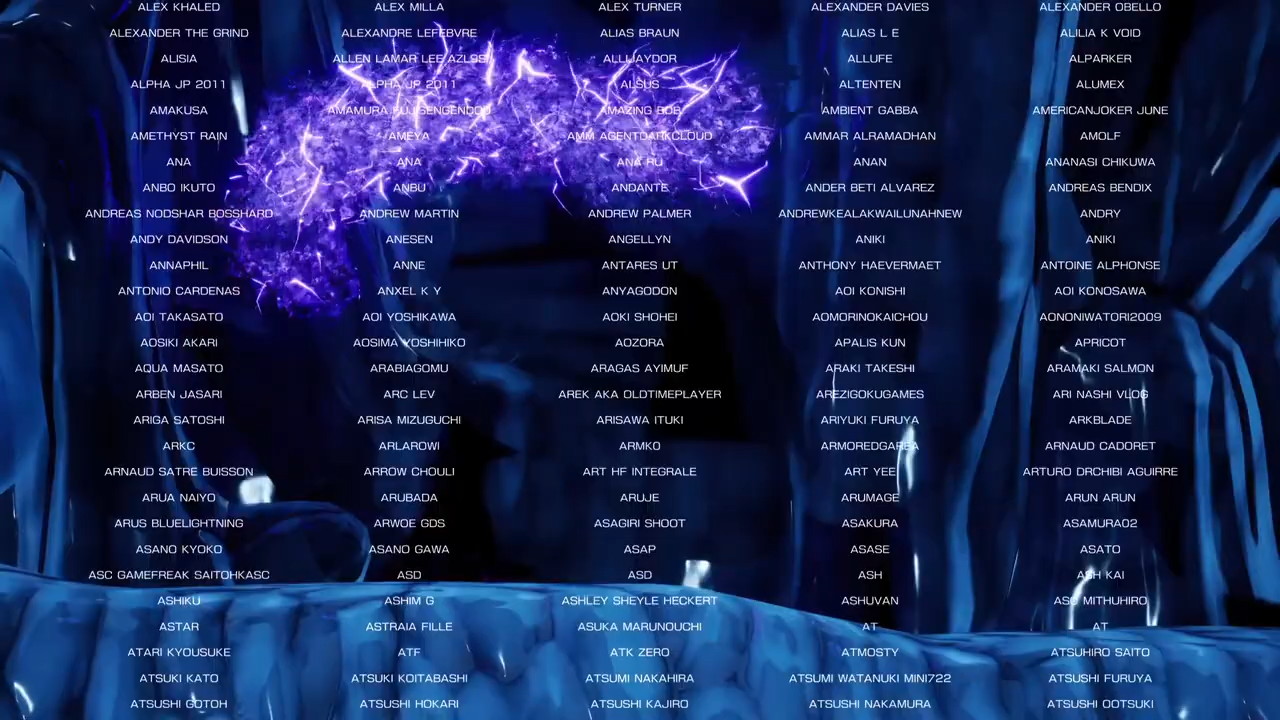 ALEX KHALED ALEX MILLA ALEX TURNER ALEXANDER DAVIES ALEXANDER OBELLO
ALEXANDER THE GRIND ALEXANDRE LEFEBVRE ALIAS BRAUN ALIAS L E ALILIA K VOID
ALISIA ALLEN LAMAR LEE AZLSS ALLIJAYDOR ALLUFE ALPARKER
ALPHA JP 2011 ALPHA JP 2011 ALSUS ALTENTEN ALUMEX
AMAKUSA AMAMURA FUJISENGENDOU AMAZING BOB AMBIENT GABBA AMERICANJOKER JUNE
AMETHYST RAIN AMEYA AMM AGENTDARKCLOUD AMMAR ALRAMADHAN AMOLF
ANA ANA ANA RU ANAN ANANASI CHIKUWA
ANBO IKUTO ANBU ANDANTE ANDER BETI ALVAREZ ANDREAS BENDIX
ANDREAS NODSHAR BOSSHARD ANDREW MARTIN ANDREW PALMER ANDREWKEALAKWAILUNAHNEW ANDRY
ANDY DAVIDSON ANESEN ANGELLYN ANIKI ANIKI
ANNAPHIL ANNE ANTARES UT ANTHONY HAEVERMAET ANTOINE ALPHONSE
ANTONIO CARDENAS ANXEL K Y ANYAGODON AOI KONISHI AOI KONOSAWA
AOI TAKASATO AOI YOSHIKAWA AOKI SHOHEI AOMORINOKAICHOU AONONIWATORI2009
AOSIKI AKARI AOSIMA YOSHIHIKO AOZORA APALIS KUN APRICOT
AQUA MASATO ARABIAGOMU ARAGAS AYIMUF ARAKI TAKESHI ARAMAKI SALMON
ARBEN JASARI ARC LEV AREK AKA OLDTIMEPLAYER AREZIGOKUGAMES ARI NASHI VLOG
ARIGA SATOSHI ARISA MIZUGUCHI ARISAWA ITUKI ARIYUKI FURUYA ARKBLADE
ARKC ARLAROWI ARMKO ARMOREDGAREA ARNAUD CADORET
ARNAUD SATRE BUISSON ARROW CHOULI ART HF INTEGRALE ART YEE ARTURO DRCHIBI AGUIRRE
ARUA NAIYO ARUBADA ARUJE ARUMAGE ARUN ARUN
ARUS BLUELIGHTNING ARWOE GDS ASAGIRI SHOOT ASAKURA ASAMURA02
ASANO KYOKO ASANO GAWA ASAP ASASE ASATO
ASC GAMEFREAK SAITOHKASC ASD ASD ASH ASH KAI
ASHIKU ASHIM G ASHLEY SHEYLE HECKERT ASHUVAN ASO MITHUHIRO
ASTAR ASTRAIA FILLE ASUKA MARUNOUCHI AT AT
ATARI KYOUSUKE ATF ATK ZERO ATMOSTY ATSUHIRO SAITO
ATSUKI KATO ATSUKI KOITABASHI ATSUMI NAKAHIRA ATSUMI WATANUKI MINI722 ATSUSHI FURUYA
ATSUSHI GOTOH ATSUSHI HOKARI ATSUSHI KAJIRO ATSUSHI NAKAMURA ATSUSHI OOTSUKI